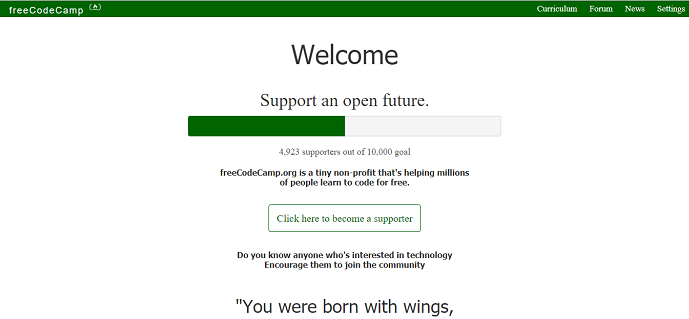 freeCodeCamp
Curriculum Forum News Settings
Welcome
Support an open future.
4,923 supporters out of 10,000 goal
freeCodeCamp.org is a tiny non-profit that's helping millions
of people learn to code for free.
Click here to become a supporter
Do you know anyone who's interested in technology
Encourage them to join the community
"You were born with wings,